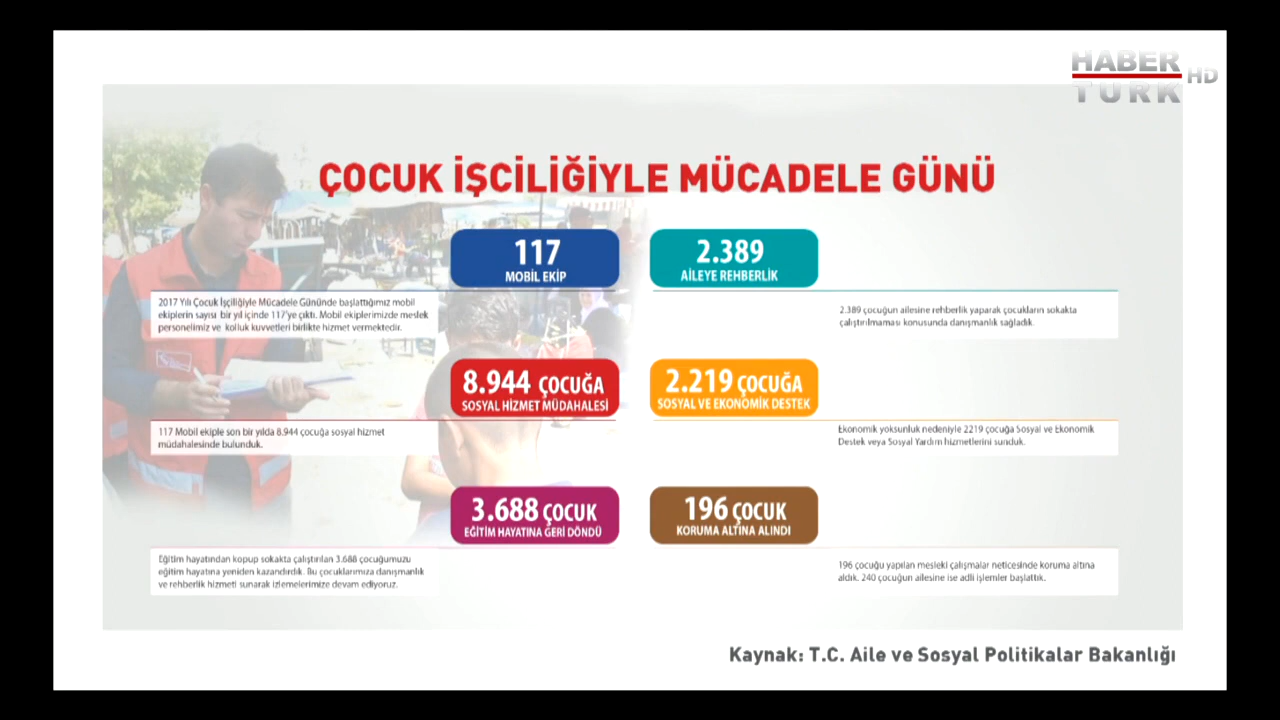 HABER
TURK HD
ÇOCUK İŞCİLİĞİYLE MÜCADELE GÜNÜ
117
MOBİL EKİP
2017 Yılı Çocuk İşçiliğiyle Mücadele Gününde başlattığımız mobil
ekiplerin sayısı bir yıl içinde 117'ye çıktı. Mobil ekiplerimizde meslek
personelimiz ve kolluk kuvvetleri birlikte hizmet vermektedir.
2.389
AİLEYE REHBERLİK
2.389 çocuğun ailesine rehberlik yaparak çocukların sokakta
çalıştırılmaması konusunda danışmanlık sağladık.
8.944 ÇOCUĞA
SOSYAL HİZMET MÜDAHALESİ
117 Mobil ekiple son bir yılda 8.944 çocuğa sosyal hizmet
müdahalesinde bulunduk.
2.219 ÇOCUĞA
SOSYAL VE EKONOMİK DESTEK
Ekonomik yoksunluk nedeniyle 2219 çocuğa Sosyal ve Ekonomik
Destek veya Sosyal Yardım hizmetlerini sunduk.
3.688 ÇOCUK
EĞİTİM HAYATINA GERİ DÖNDÜ
Eğitim hayatından kopup sokakta çalıştırılan 3.688 çocuğumuzu
eğitim hayatına yeniden kazandırdık. Bu çocuklarımıza danışmanlık
ve rehberlik hizmeti sunarak izlemelerimize devam ediyoruz.
196 ÇOCUK
KORUMA ALTINA ALINDI
196 çocuğu yapılan mesleki çalışmalar neticesinde koruma altına
aldık. 240 çocuğun ailesine ise adli işlemler başlattık.
Kaynak: T.C. Aile ve Sosyal Politikalar Bakanlığı